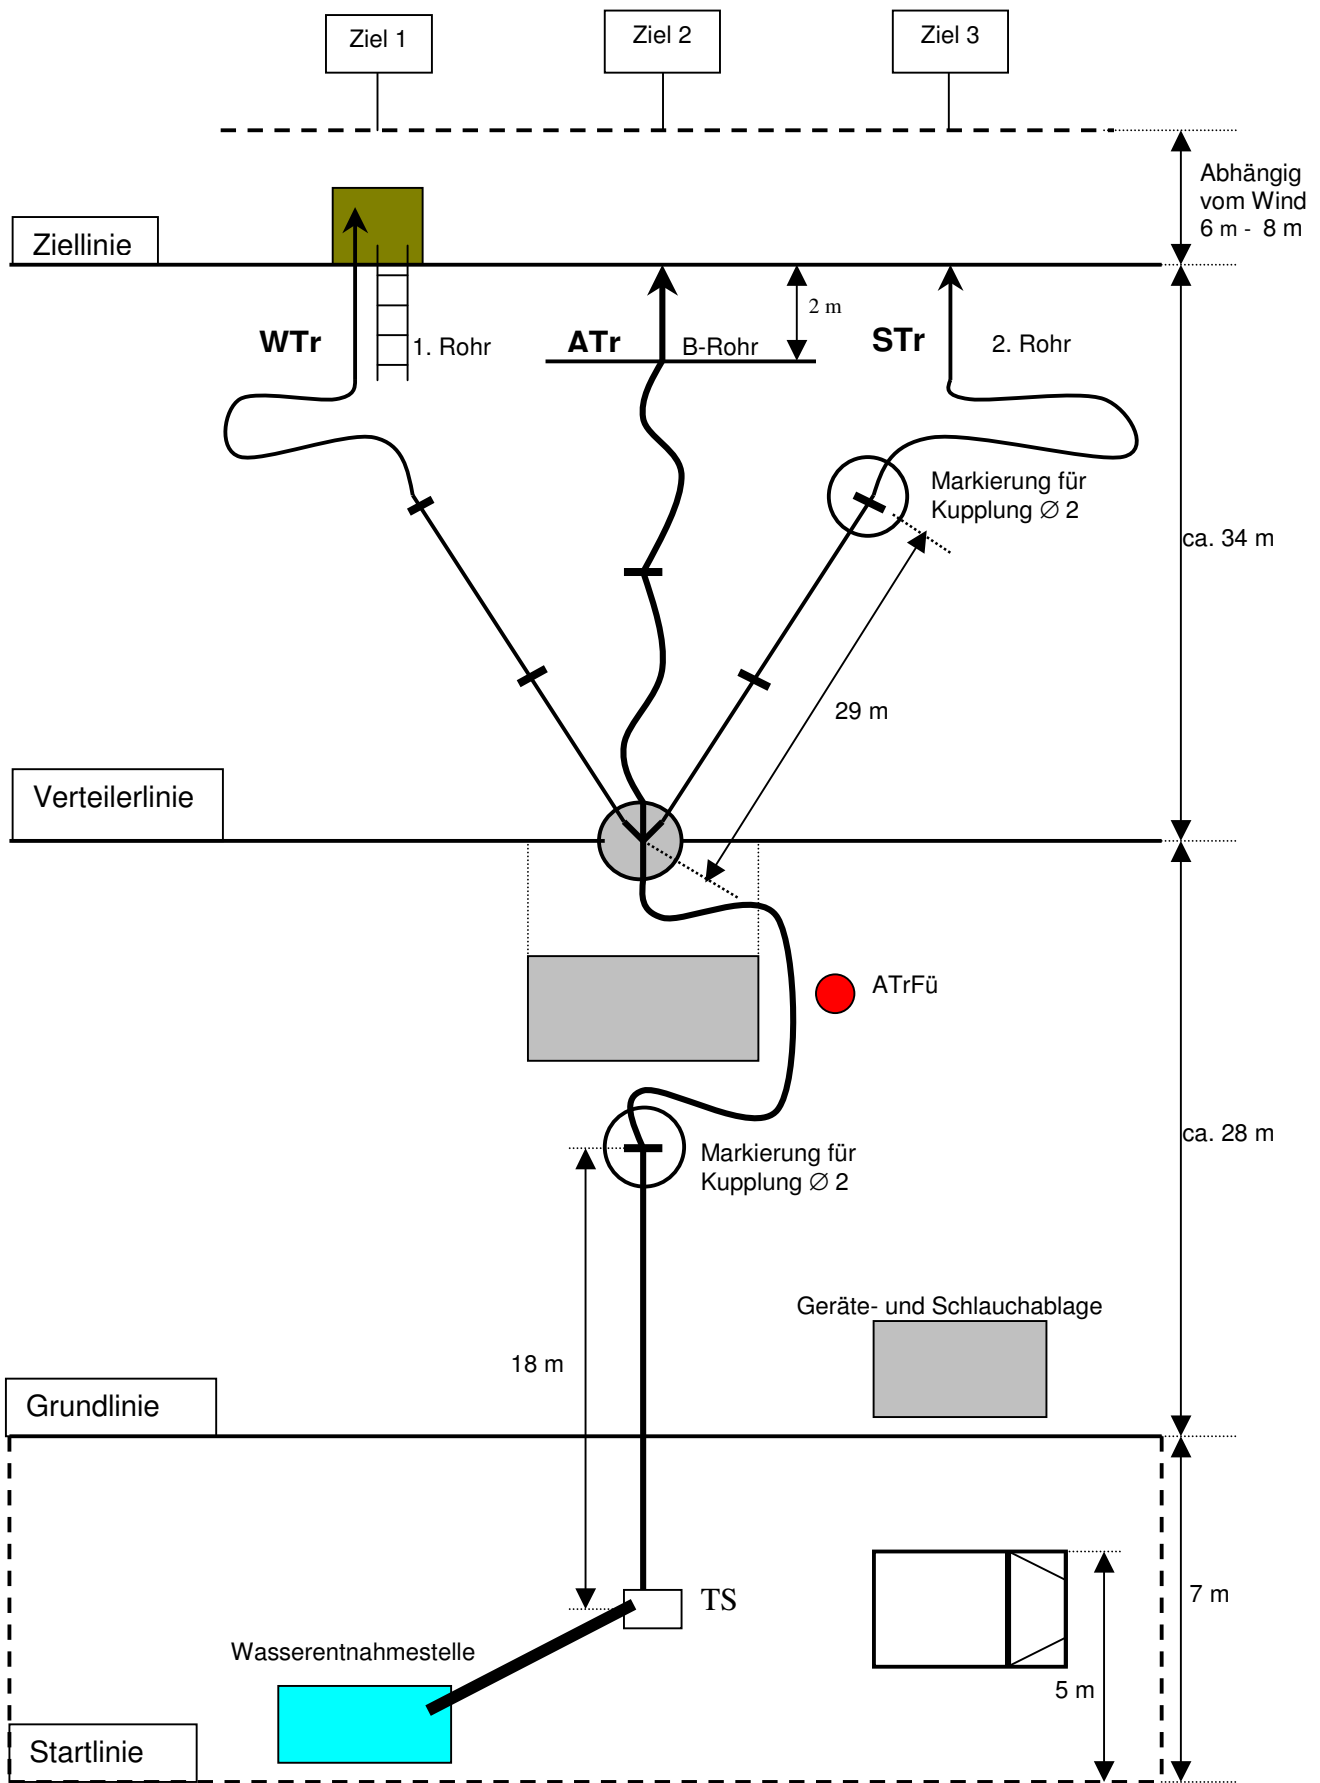 Ziel 1
Ziel 2
Ziel 3
Abhängig
vom Wind
6 m - 8 m
Ziellinie
2 m
WTr
1. Rohr
ATr
B-Rohr
STr
2. Rohr
Markierung für
Kupplung ∅ 2
ca. 34 m
29 m
Verteilerlinie
ATrFü
Markierung für
Kupplung ∅ 2
ca. 28 m
Geräte- und Schlauchablage
18 m
Grundlinie
TS
7 m
Wasserentnahmestelle
5 m
Startlinie